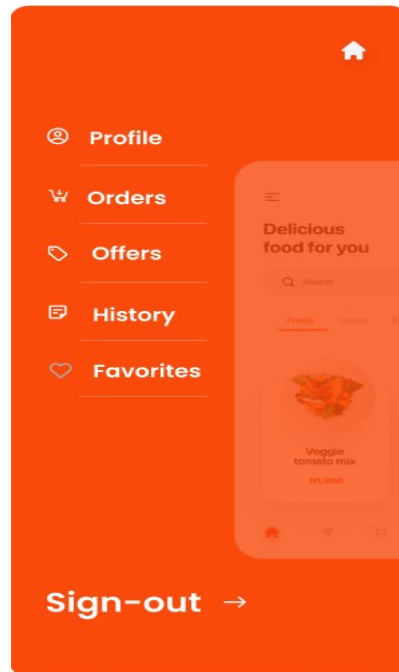 Profile
Orders
Offers
History
Favorites
Delicious
food for you
Search
Foods
Drinks
Veggie
tomato mix
N1,900
Sign-out